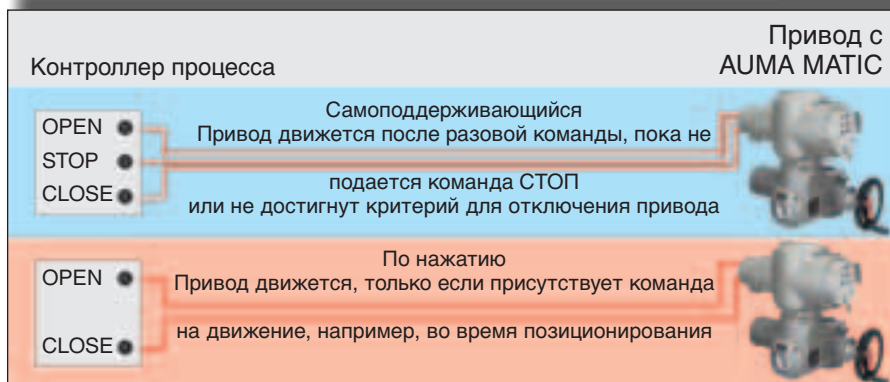 Привод с
Контроллер процесса
AUMA MATIC
OPEN
STOP
CLOSE
Самоподдерживающийся
Привод движется после разовой команды, пока не
подается команда СТОП
или не достигнут критерий для отключения привода
OPEN
CLOSE
По нажатию
Привод движется, только если присутствует команда
на движение, например, во время позиционирования